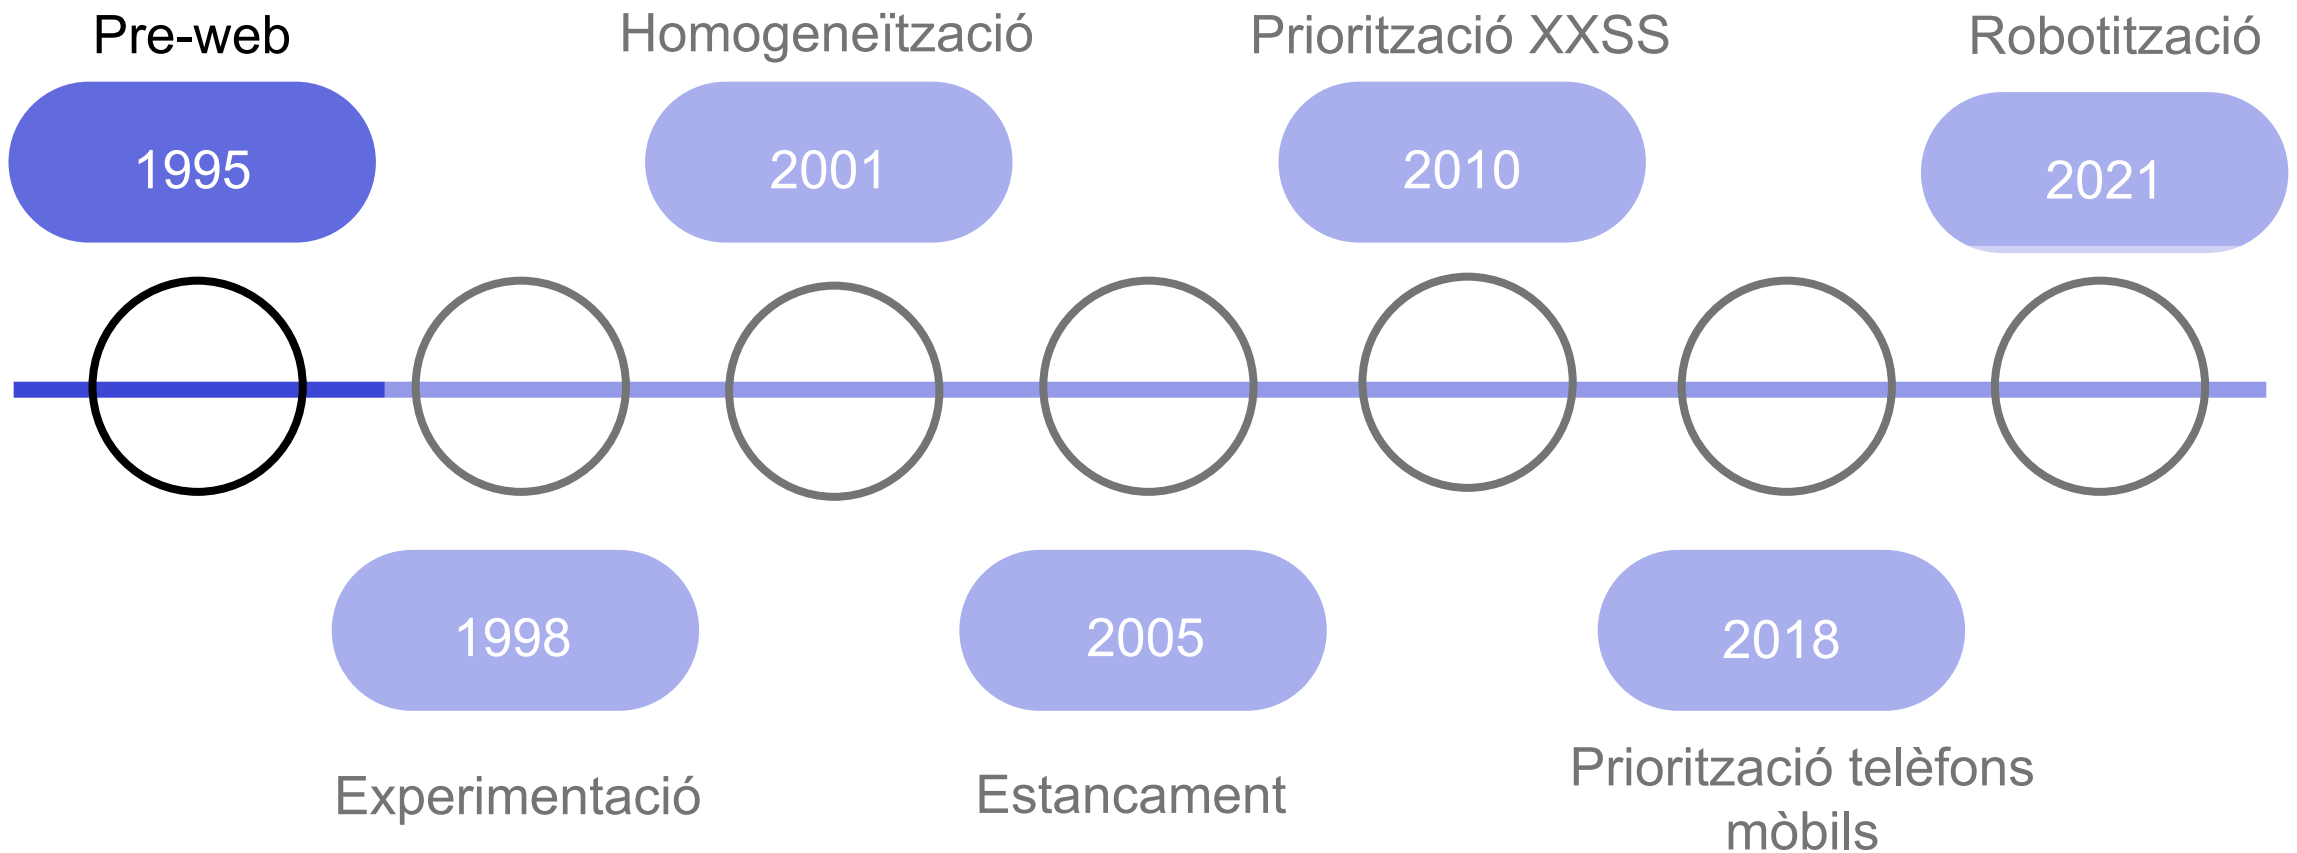 Pre-web
1995
Homogeneïtzació
2001
Priorització XXSS
2010
Robotització
2021
1998
Experimentació
2005
Estancament
2018
Priorització telèfons
mòbils